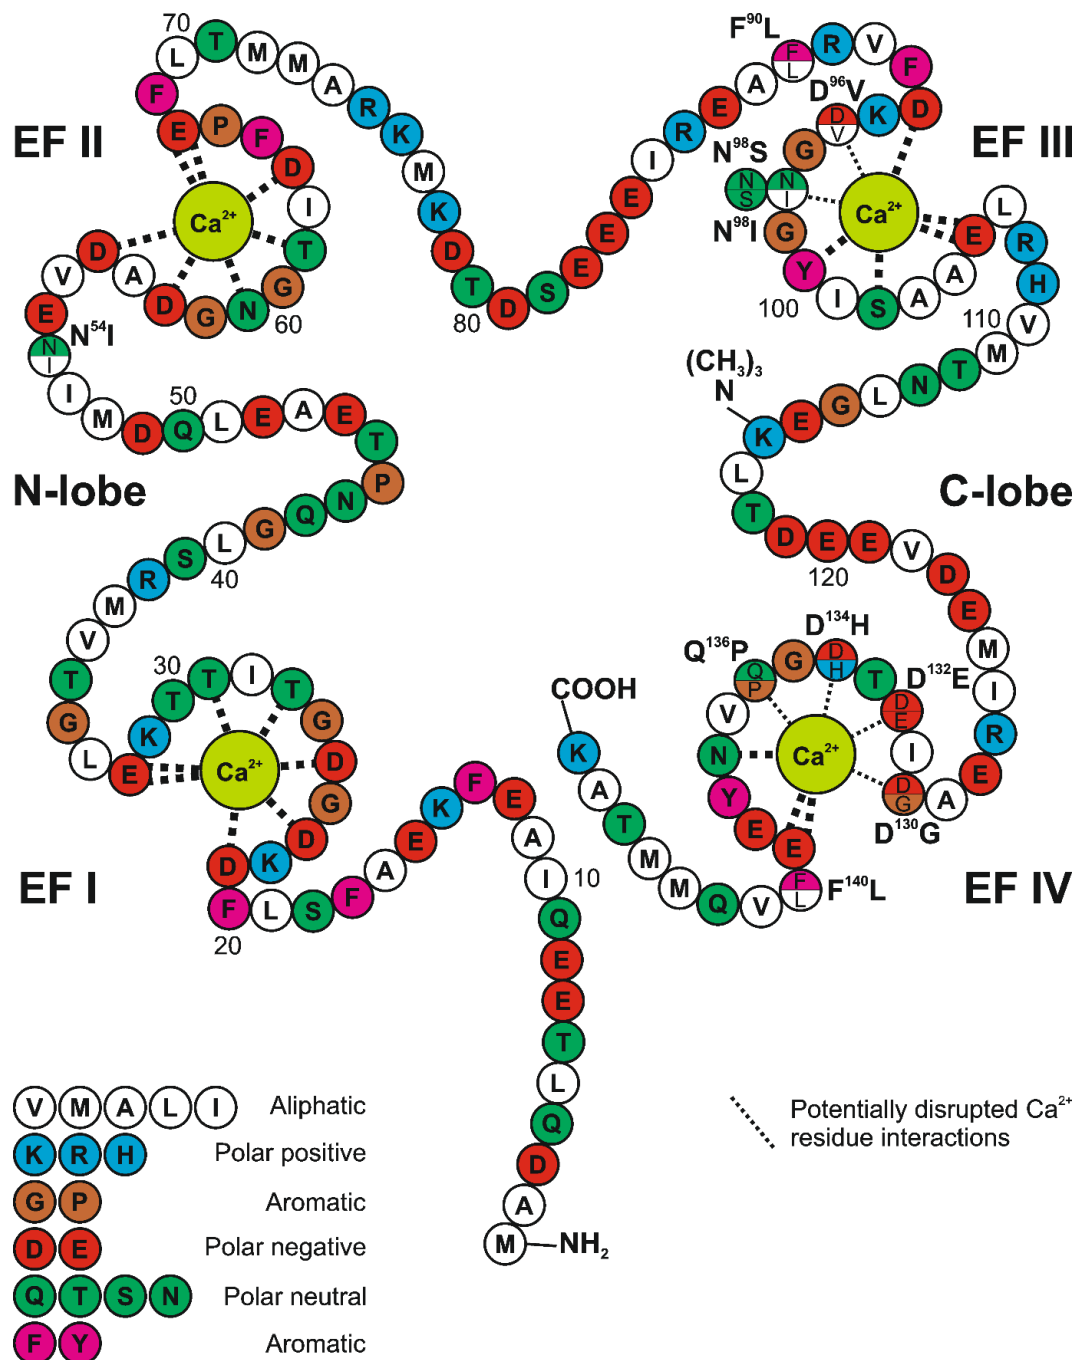 EF II
70
F L T M M A R K M K D T D S E E E I R E A F L R V F D
80
E P F D I T G N G D A D V E N I
Ca²⁺
60
N⁵⁴I
F⁹⁰L
D⁹⁶V
EF III
K D V G N I G Y I S A A E L R H V M T N L G E K L T D E E V D E M I R E A
N⁹⁸S
N S
N⁹⁸I
Ca²⁺
100
110
(CH₃)₃
N
I M D Q L E A E T P N Q G L S R M V T G L E
50
40
N-lobe
C-lobe
120
30
K T T I T G D G D K D F L S F A E K F E A I Q E E T L Q D A M
Ca²⁺
EF I
20
10
NH₂
COOH
K A T M M Q V F L E E Y N V Q P G D H T D E I D G
Q¹³⁶P
D¹³⁴H
D¹³²E
Ca²⁺
D¹³⁰G
F¹⁴⁰L
EF IV
V M A L I Aliphatic
K R H Polar positive
G P Aromatic
D E Polar negative
Q T S N Polar neutral
F Y Aromatic
Potentially disrupted Ca²⁺
residue interactions